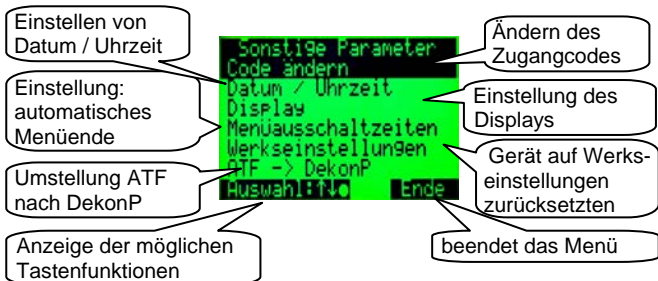 Einstellen von
Datum / Uhrzeit
Einstellung:
automatisches
Menüende
Umstellung ATF
nach DekonP
Anzeige der möglichen
Tastenfunktionen
Sonstige Parameter
Code ändern
Datum / Uhrzeit
Display
Menüausschaltzeiten
Werkseinstellungen
ATF -> DekonP
Auswahl:↑↓● Ende
Ändern des
Zugangcodes
Einstellung des
Displays
Gerät auf Werks-
einstellungen
zurücksetzten
beendet das Menü